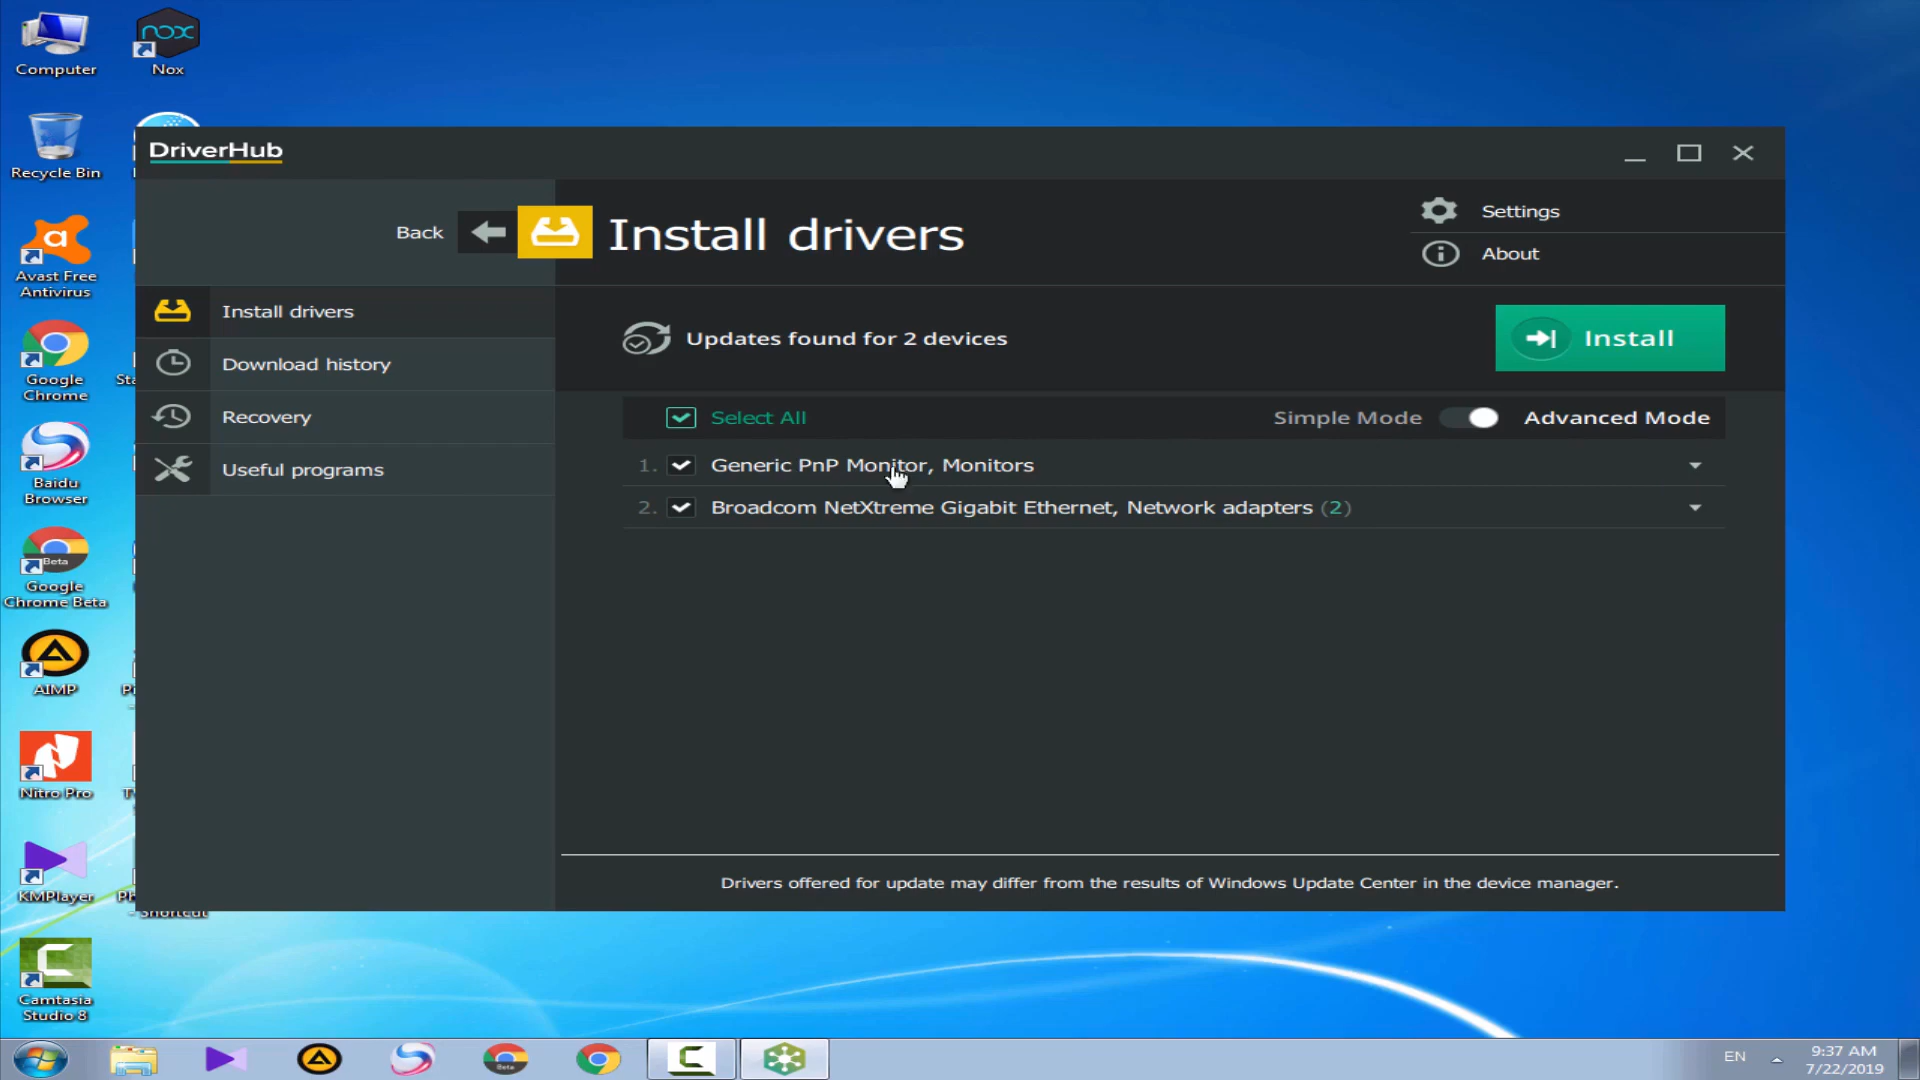 Computer
Nox
Recycle Bin
Avast Free
Antivirus
Google
Chrome
Baidu
Browser
Beta
Google
Chrome Beta
AIMP
Nitro Pro
KMPlayer
Shortcut
Camtasia
Studio 8
DriverHub
Back
Install drivers
Settings
About
Install drivers
Download history
Recovery
Useful programs
Updates found for 2 devices
Install
Select All
Simple Mode
Advanced Mode
1. Generic PnP Monitor, Monitors
2. Broadcom NetXtreme Gigabit Ethernet, Network adapters (2)
Drivers offered for update may differ from the results of Windows Update Center in the device manager.
Beta
EN
9:37 AM
7/22/2019